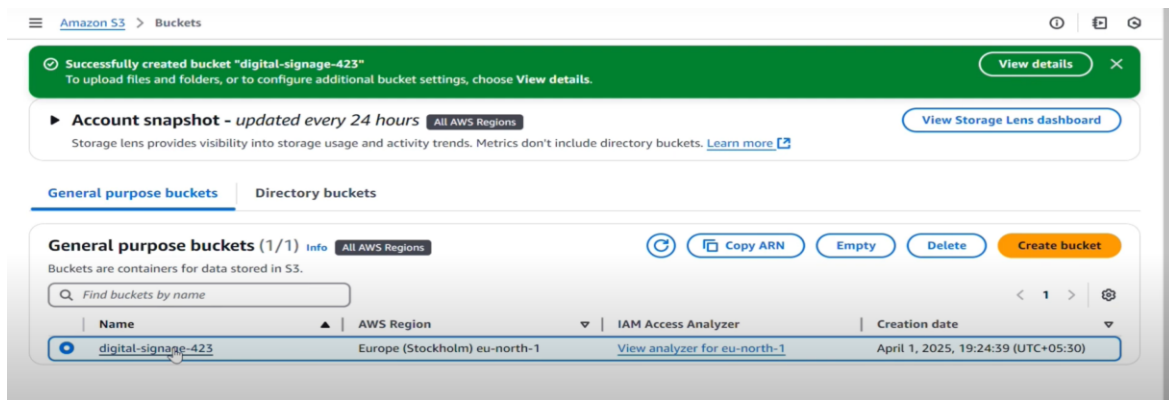 Amazon S3 > Buckets
Successfully created bucket "digital-signage-423"
To upload files and folders, or to configure additional bucket settings, choose View details.
View details
Account snapshot - updated every 24 hours All AWS Regions
View Storage Lens dashboard
Storage lens provides visibility into storage usage and activity trends. Metrics don't include directory buckets. Learn more
General purpose buckets Directory buckets
General purpose buckets (1/1) Info All AWS Regions
Copy ARN Empty Delete Create bucket
Buckets are containers for data stored in S3.
Find buckets by name
< 1 >
Name AWS Region IAM Access Analyzer Creation date
digital-signage-423 Europe (Stockholm) eu-north-1 View analyzer for eu-north-1 April 1, 2025, 19:24:39 (UTC+05:30)